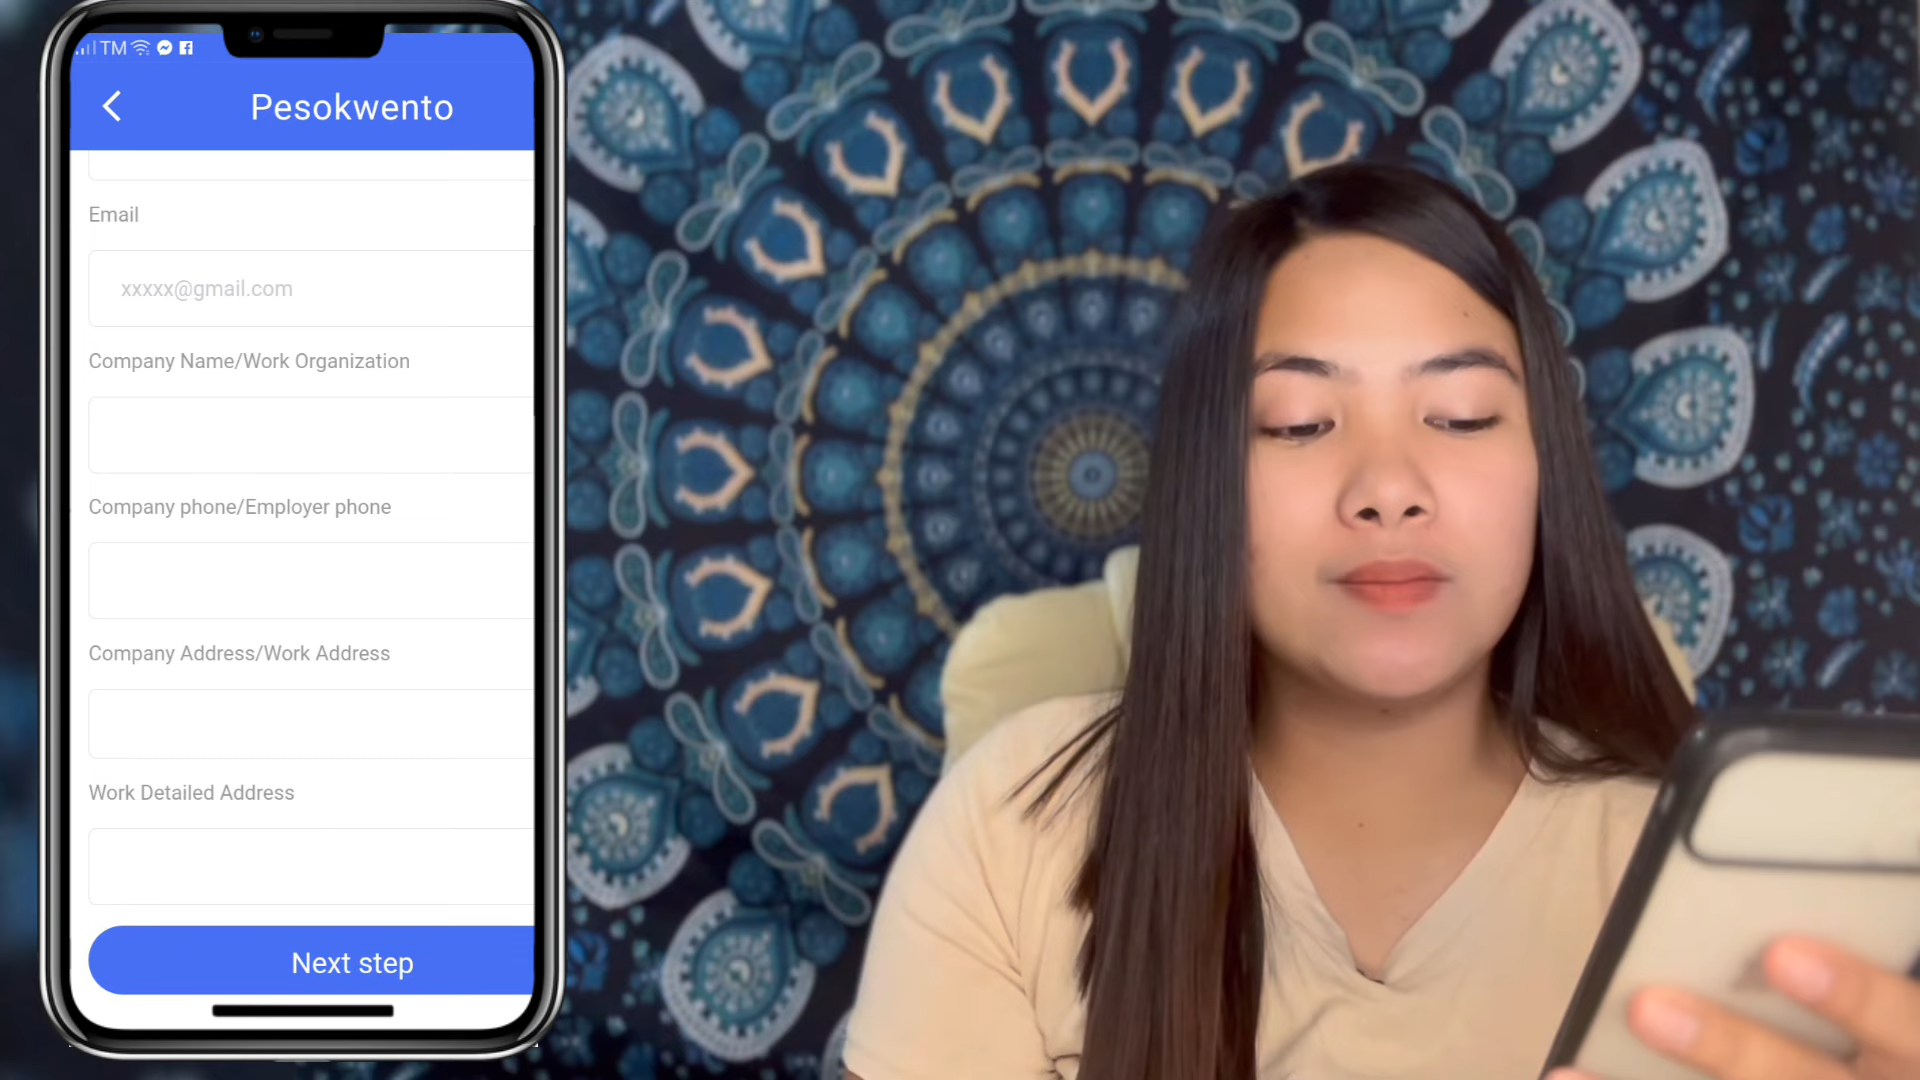 TM
Pesokwento
Email
xxxxx@gmail.com
Company Name/Work Organization
Company phone/Employer phone
Company Address/Work Address
Work Detailed Address
Next step